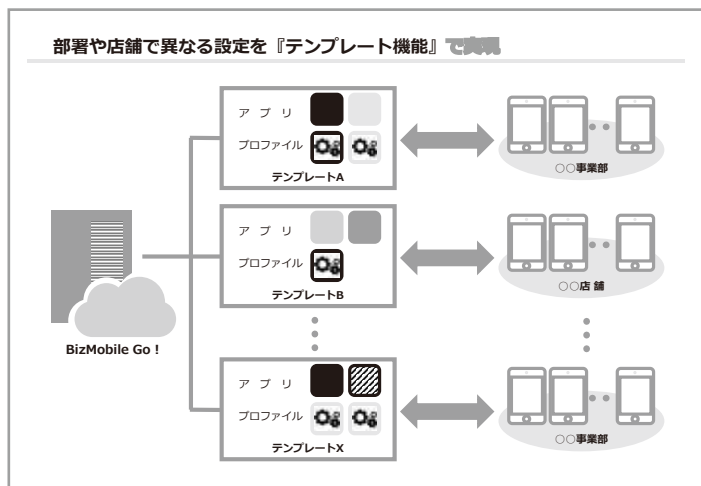 部署や店舗で異なる設定を『テンプレート機能』で実現
アプリ
プロファイル
テンプレートA
○○事業部
アプリ
プロファイル
テンプレートB
○○店舗
BizMobile Go !
アプリ
プロファイル
テンプレートX
○○事業部